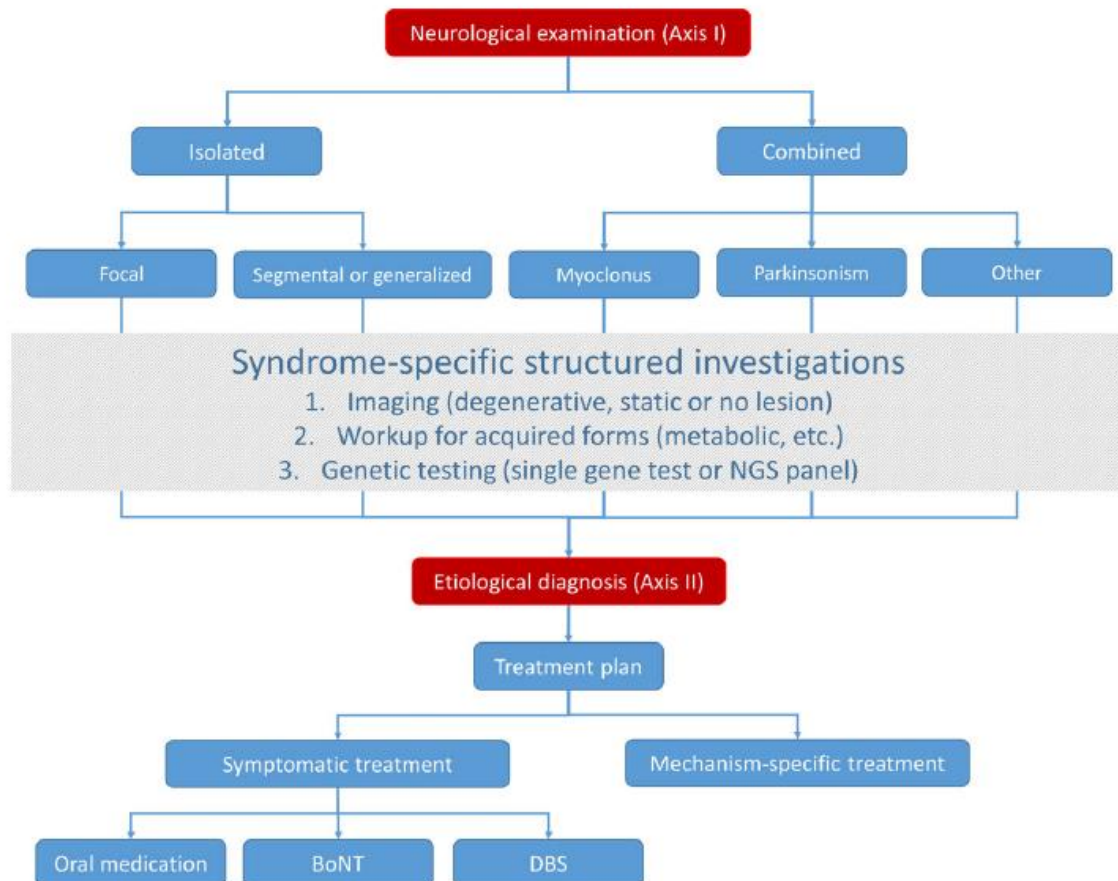 Neurological examination (Axis I)
Isolated
Combined
Focal
Segmental or generalized
Myoclonus
Parkinsonism
Other
Syndrome-specific structured investigations
1. Imaging (degenerative, static or no lesion)
2. Workup for acquired forms (metabolic, etc.)
3. Genetic testing (single gene test or NGS panel)
Etiological diagnosis (Axis II)
Treatment plan
Symptomatic treatment
Mechanism-specific treatment
Oral medication
BoNT
DBS